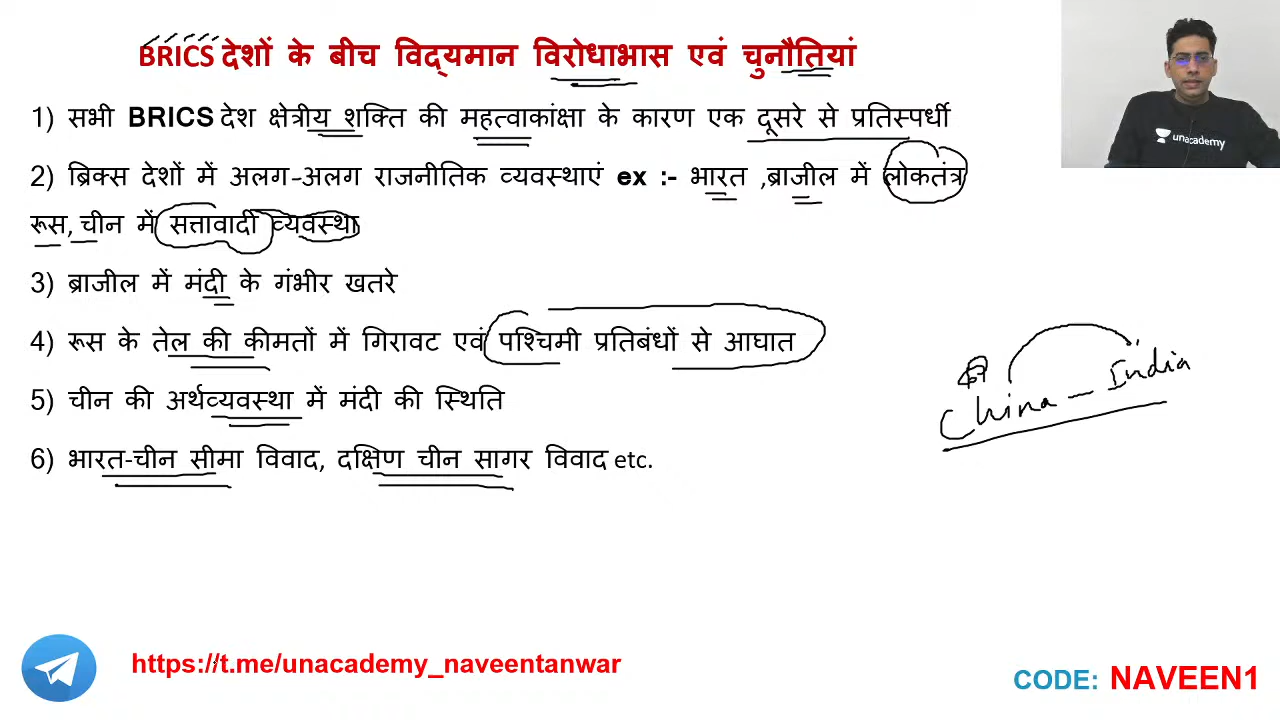 BRICS देशों के बीच विद्यमान विरोधाभास एवं चुनौतियां
unacademy
1) सभी BRICS देश क्षेत्रीय शक्ति की महत्वाकांक्षा के कारण एक दूसरे से प्रतिस्पर्धी
2) ब्रिक्स देशों में अलग-अलग राजनीतिक व्यवस्थाएं ex :- भारत ,ब्राजील में लोकतंत्र
रूस, चीन में सत्तावादी व्यवस्था
3) ब्राजील में मंदी के गंभीर खतरे
4) रूस के तेल की कीमतों में गिरावट एवं पश्चिमी प्रतिबंधों से आघात
China - India
5) चीन की अर्थव्यवस्था में मंदी की स्थिति
6) भारत-चीन सीमा विवाद, दक्षिण चीन सागर विवाद etc.
https://t.me/unacademy_naveentanwar
CODE: NAVEEN1